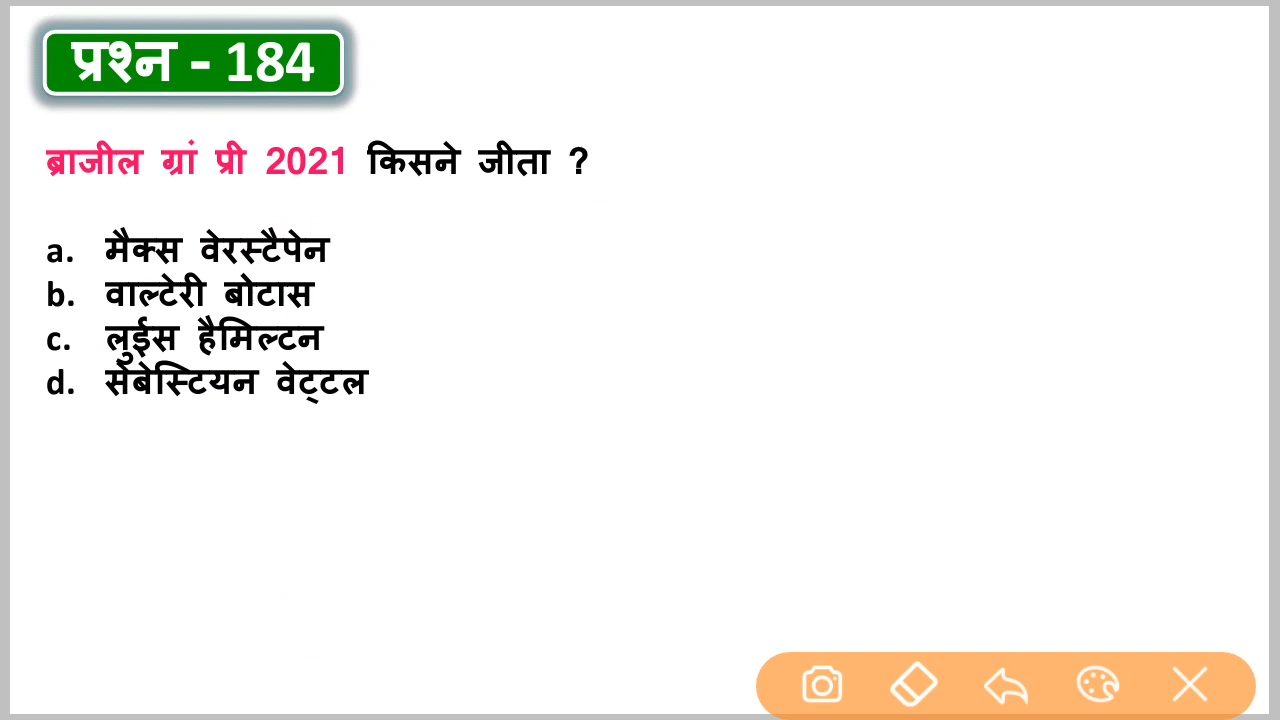 प्रश्न - 184
ब्राजील ग्रां प्री 2021 किसने जीता ?
a. मैक्स वेरस्टैपेन
b. वाल्टेरी बोटास
c. लुईस हैमिल्टन
d. सेबेस्टियन वेट्टल